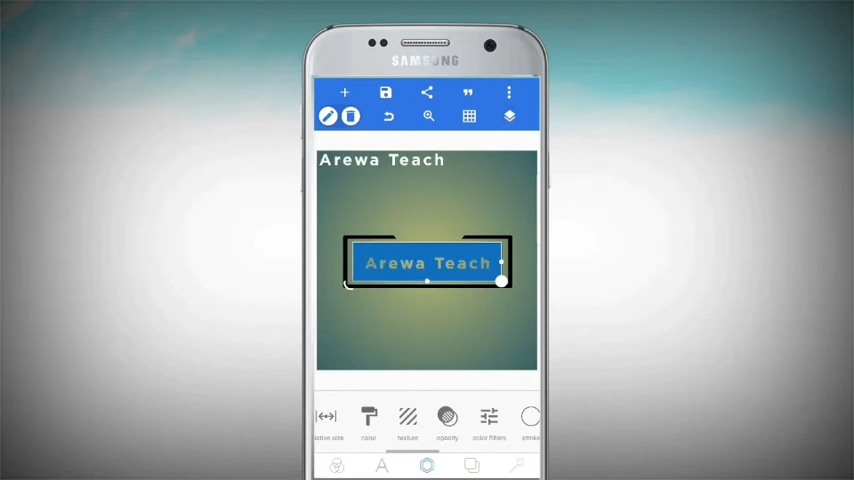 SAMSUNG
Arewa Teach
Arewa Teach
color
texture
opacity
color filters
stroke